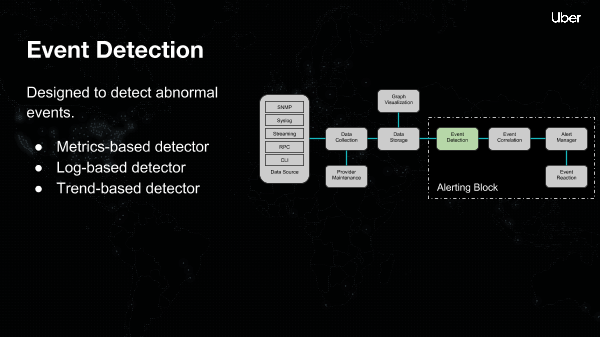 Uber
Event Detection
Designed to detect abnormal
events.
● Metrics-based detector
● Log-based detector
● Trend-based detector
SNMP
Syslog
Streaming
RPC
CLI
Data Source
Data
Collection
Provider
Maintenance
Graph
Visualization
Data
Storage
Event
Detection
Event
Correlation
Alert
Manager
Event
Reaction
Alerting Block